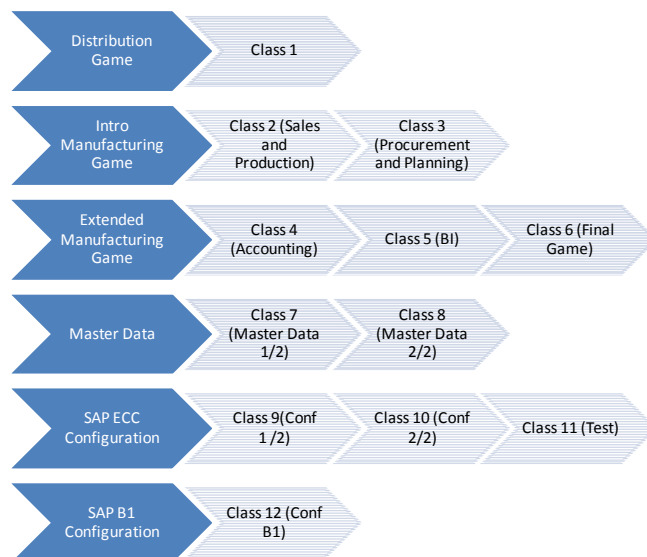 Distribution
Game
Class 1
Intro
Manufacturing
Game
Class 2 (Sales
and
Production)
Class 3
(Procurement
and Planning)
Extended
Manufacturing
Game
Class 4
(Accounting)
Class 5 (BI)
Class 6 (Final
Game)
Master Data
Class 7
(Master Data
1/2)
Class 8
(Master Data
2/2)
SAP ECC
Configuration
Class 9(Conf
1/2)
Class 10 (Conf
2/2)
Class 11 (Test)
SAP B1
Configuration
Class 12 (Conf
B1)